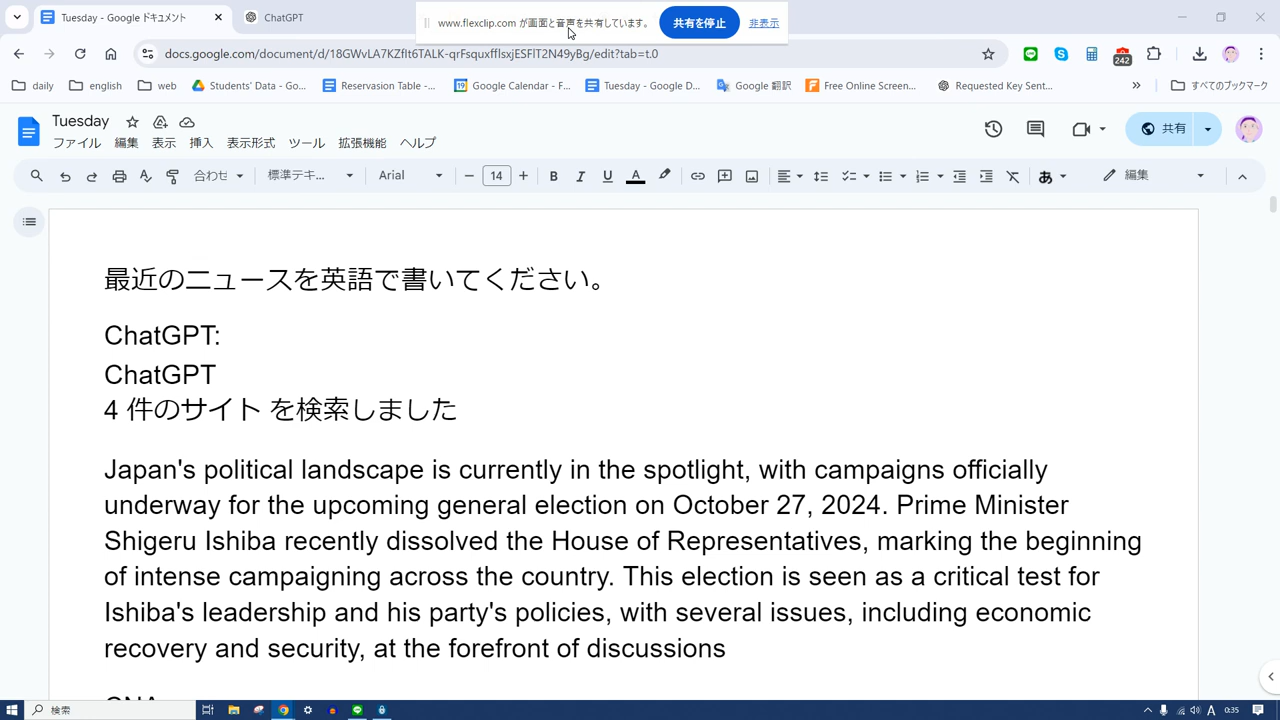 Tuesday - Google ドキュメント
ChatGPT
www.flexclip.com が画面と音声を共有しています。
共有を停止
非表示
docs.google.com/document/d/18GWvLA7KZflt6TALK-qrFsquxfflsxjESFlT2N49yBg/edit?tab=t.0
242
daily
english
web
Students' Data - Go...
Reservasion Table -...
Google Calendar - F...
Tuesday - Google D...
Google 翻訳
Free Online Screen...
Requested Key Sent...
»
すべてのブックマーク
Tuesday
ファイル 編集 表示 挿入 表示形式 ツール 拡張機能 ヘルプ
共有
合わせ
標準テキ...
Arial
14
B I U A
あ
編集
最近のニュースを英語で書いてください。
ChatGPT:
ChatGPT
4 件のサイト を検索しました
Japan's political landscape is currently in the spotlight, with campaigns officially
underway for the upcoming general election on October 27, 2024. Prime Minister
Shigeru Ishiba recently dissolved the House of Representatives, marking the beginning
of intense campaigning across the country. This election is seen as a critical test for
Ishiba's leadership and his party's policies, with several issues, including economic
recovery and security, at the forefront of discussions
検索
A
0:35